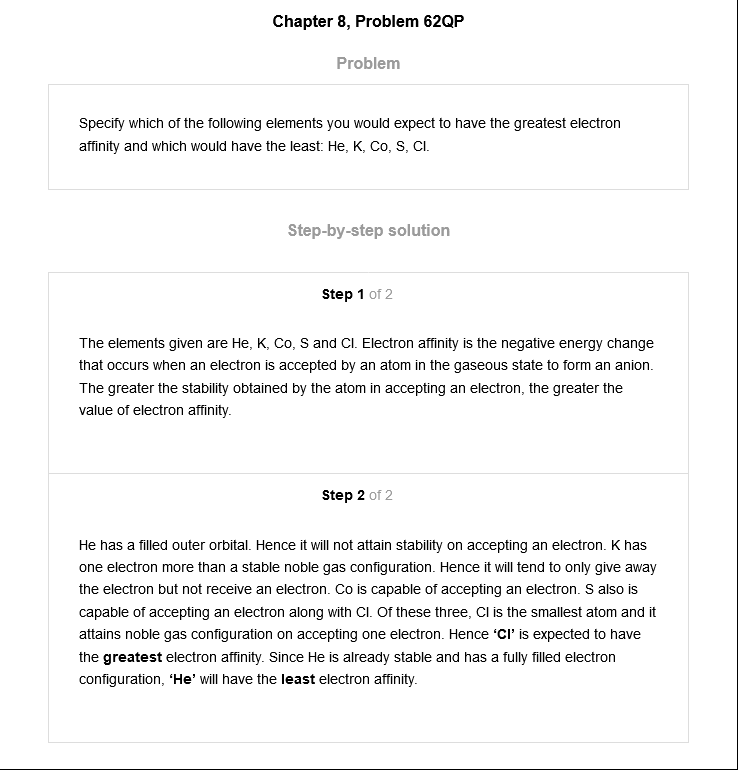 Chapter 8, Problem 62QP
Problem
Specify which of the following elements you would expect to have the greatest electron
affinity and which would have the least: He, K, Co, S, Cl.
Step-by-step solution
Step 1 of 2
The elements given are He, K, Co, S and Cl. Electron affinity is the negative energy change
that occurs when an electron is accepted by an atom in the gaseous state to form an anion.
The greater the stability obtained by the atom in accepting an electron, the greater the
value of electron affinity.
Step 2 of 2
He has a filled outer orbital. Hence it will not attain stability on accepting an electron. K has
one electron more than a stable noble gas configuration. Hence it will tend to only give away
the electron but not receive an electron. Co is capable of accepting an electron. S also is
capable of accepting an electron along with Cl. Of these three, Cl is the smallest atom and it
attains noble gas configuration on accepting one electron. Hence ‘Cl’ is expected to have
the greatest electron affinity. Since He is already stable and has a fully filled electron
configuration, ‘He’ will have the least electron affinity.